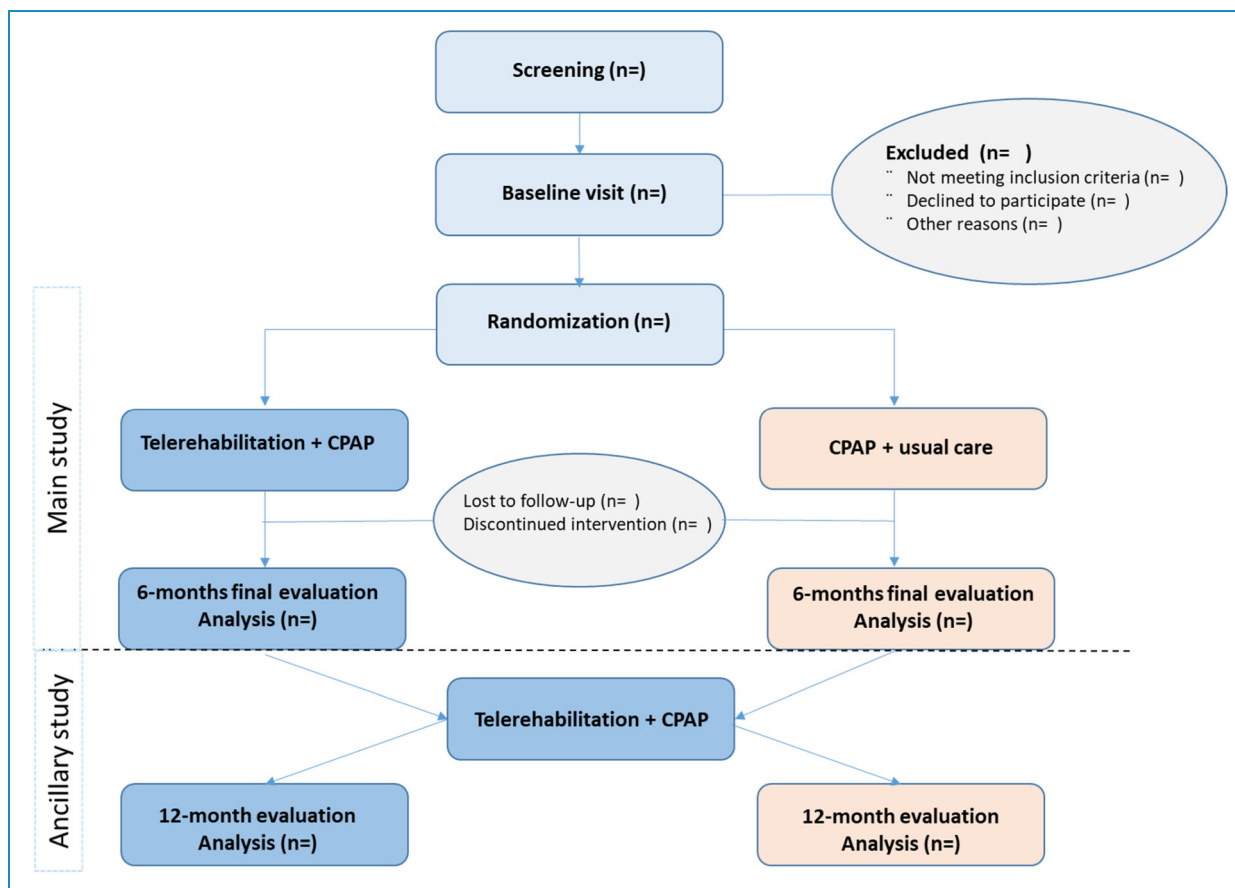 Screening (n=)
Baseline visit (n=)
Excluded (n= )
¨ Not meeting inclusion criteria (n= )
¨ Declined to participate (n= )
¨ Other reasons (n= )
Randomization (n=)
Main study
Telerehabilitation + CPAP
CPAP + usual care
Lost to follow-up (n= )
Discontinued intervention (n= )
6-months final evaluation
Analysis (n=)
6-months final evaluation
Analysis (n=)
Ancillary study
Telerehabilitation + CPAP
12-month evaluation
Analysis (n=)
12-month evaluation
Analysis (n=)